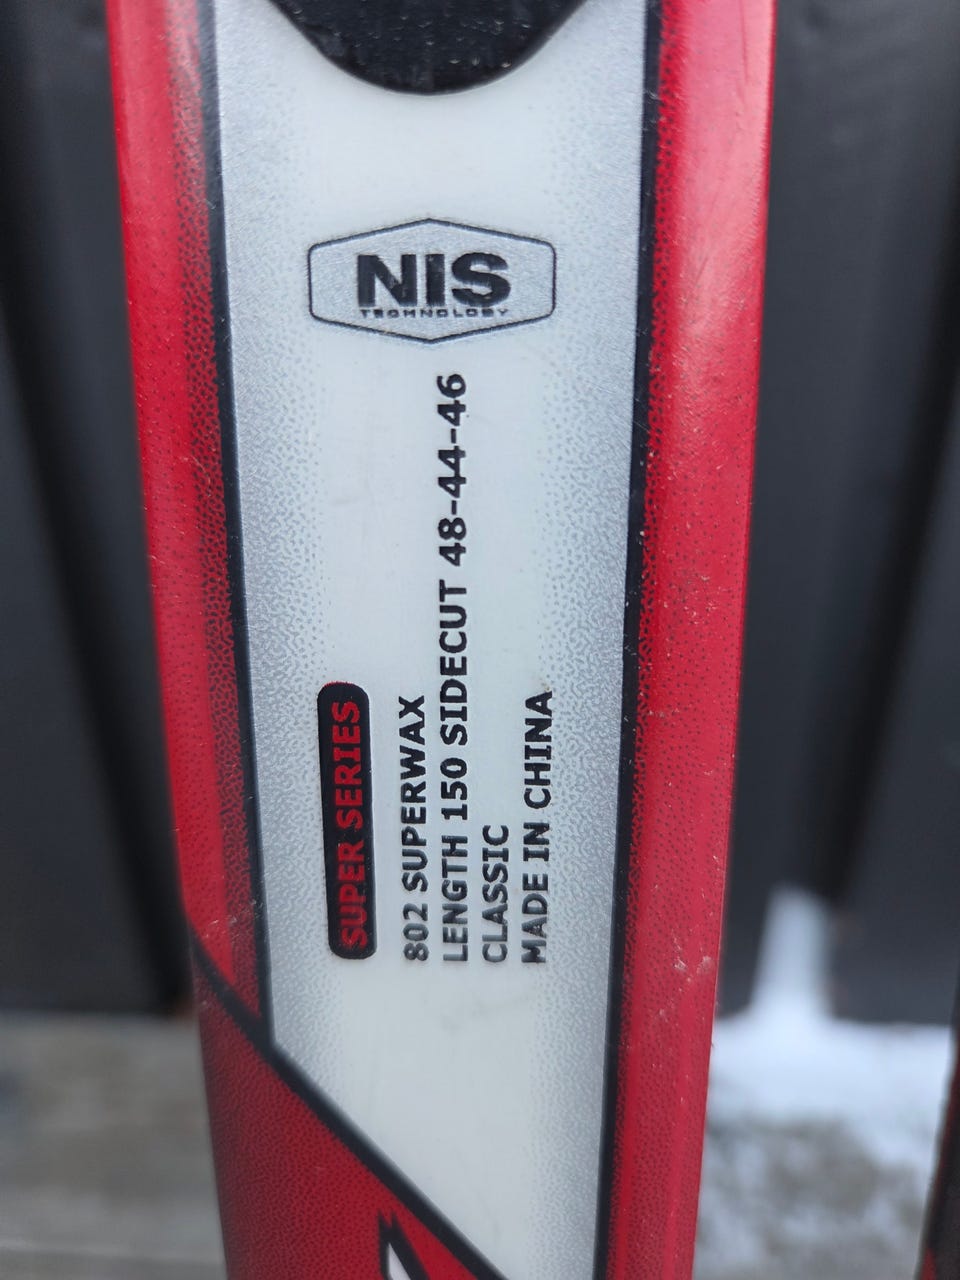 NIS
TECHNOLOGY
SUPER SERIES
802 SUPERWAX
LENGTH 150 SIDECUT 48-44-46
CLASSIC
MADE IN CHINA